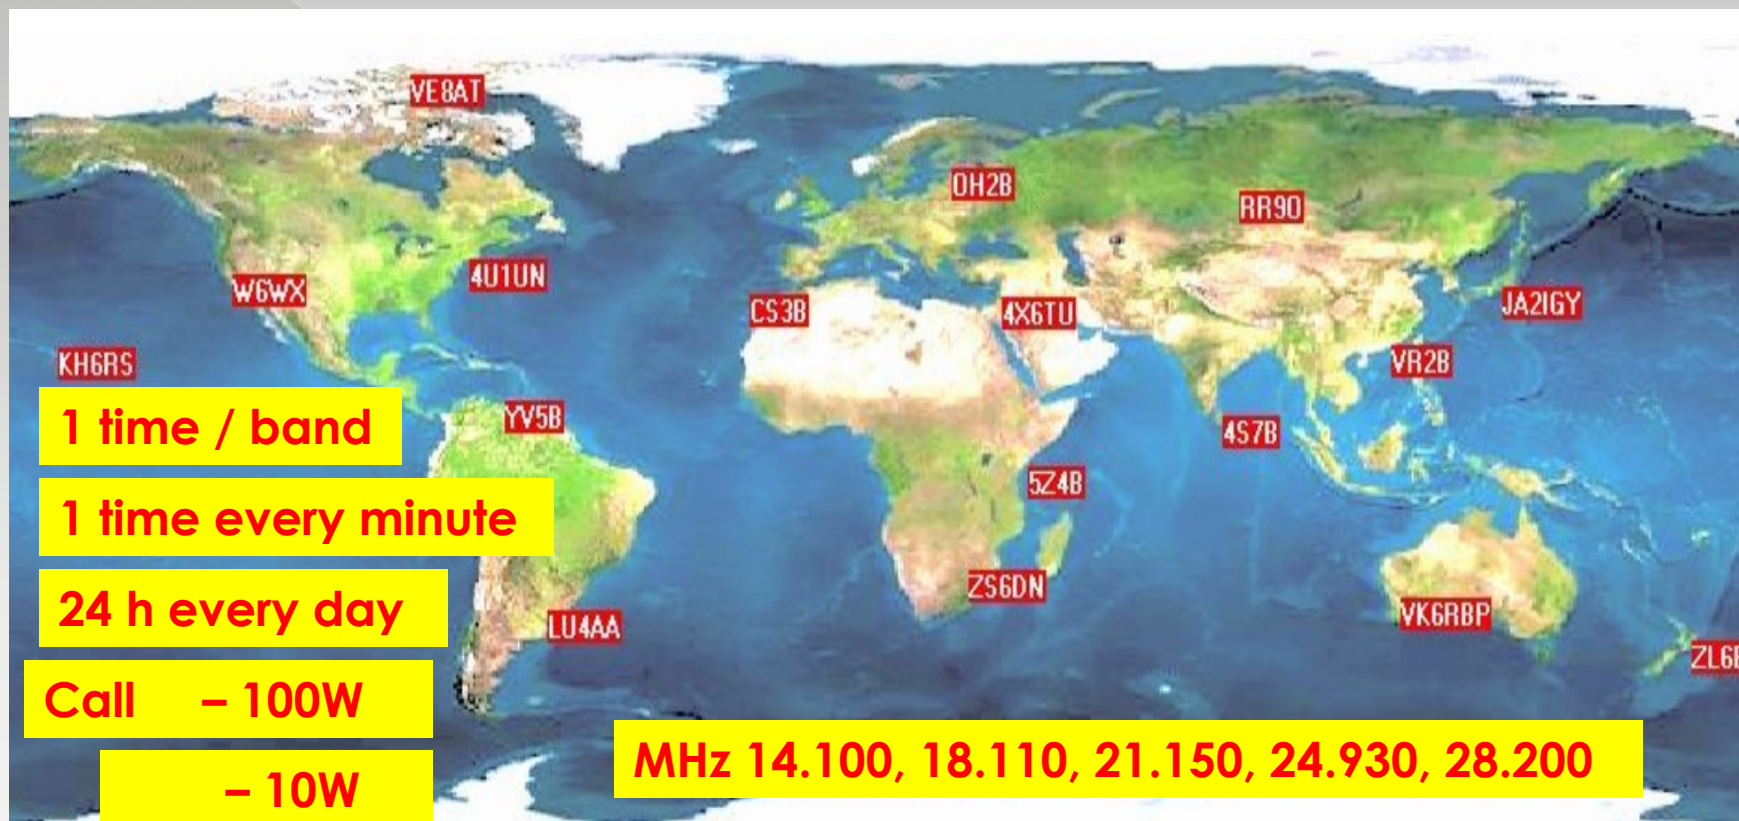 VE8AT
OH2B
RR9O
W6WX
4U1UN
CS3B
4X6TU
JA2IGY
KH6RS
VR2B
YV5B
4S7B
5Z4B
ZS6DN
LU4AA
VK6RBP
1 time / band
1 time every minute
24 h every day
Call – 100W
– 10W
MHz 14.100, 18.110, 21.150, 24.930, 28.200